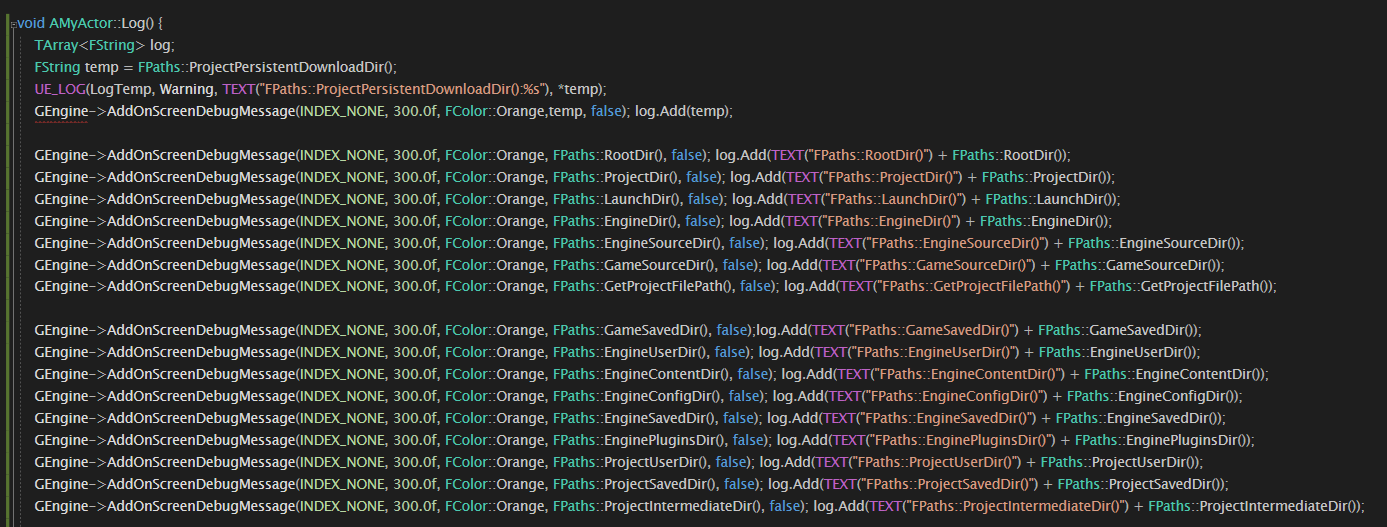 void AMyActor::Log() {
TArray<FString> log;
FString temp = FPaths::ProjectPersistentDownloadDir();
UE_LOG(LogTemp, Warning, TEXT("FPaths::ProjectPersistentDownloadDir():%s"), *temp);
GEngine->AddOnScreenDebugMessage(INDEX_NONE, 300.0f, FColor::Orange,temp, false); log.Add(temp);
GEngine->AddOnScreenDebugMessage(INDEX_NONE, 300.0f, FColor::Orange, FPaths::RootDir(), false); log.Add(TEXT("FPaths::RootDir()") + FPaths::RootDir());
GEngine->AddOnScreenDebugMessage(INDEX_NONE, 300.0f, FColor::Orange, FPaths::ProjectDir(), false); log.Add(TEXT("FPaths::ProjectDir()") + FPaths::ProjectDir());
GEngine->AddOnScreenDebugMessage(INDEX_NONE, 300.0f, FColor::Orange, FPaths::LaunchDir(), false); log.Add(TEXT("FPaths::LaunchDir()") + FPaths::LaunchDir());
GEngine->AddOnScreenDebugMessage(INDEX_NONE, 300.0f, FColor::Orange, FPaths::EngineDir(), false); log.Add(TEXT("FPaths::EngineDir()") + FPaths::EngineDir());
GEngine->AddOnScreenDebugMessage(INDEX_NONE, 300.0f, FColor::Orange, FPaths::EngineSourceDir(), false); log.Add(TEXT("FPaths::EngineSourceDir()") + FPaths::EngineSourceDir());
GEngine->AddOnScreenDebugMessage(INDEX_NONE, 300.0f, FColor::Orange, FPaths::GameSourceDir(), false); log.Add(TEXT("FPaths::GameSourceDir()") + FPaths::GameSourceDir());
GEngine->AddOnScreenDebugMessage(INDEX_NONE, 300.0f, FColor::Orange, FPaths::GetProjectFilePath(), false); log.Add(TEXT("FPaths::GetProjectFilePath()") + FPaths::GetProjectFilePath());
GEngine->AddOnScreenDebugMessage(INDEX_NONE, 300.0f, FColor::Orange, FPaths::GameSavedDir(), false);log.Add(TEXT("FPaths::GameSavedDir()") + FPaths::GameSavedDir());
GEngine->AddOnScreenDebugMessage(INDEX_NONE, 300.0f, FColor::Orange, FPaths::EngineUserDir(), false); log.Add(TEXT("FPaths::EngineUserDir()") + FPaths::EngineUserDir());
GEngine->AddOnScreenDebugMessage(INDEX_NONE, 300.0f, FColor::Orange, FPaths::EngineContentDir(), false); log.Add(TEXT("FPaths::EngineContentDir()") + FPaths::EngineContentDir());
GEngine->AddOnScreenDebugMessage(INDEX_NONE, 300.0f, FColor::Orange, FPaths::EngineConfigDir(), false); log.Add(TEXT("FPaths::EngineConfigDir()") + FPaths::EngineConfigDir());
GEngine->AddOnScreenDebugMessage(INDEX_NONE, 300.0f, FColor::Orange, FPaths::EngineSavedDir(), false); log.Add(TEXT("FPaths::EngineSavedDir()") + FPaths::EngineSavedDir());
GEngine->AddOnScreenDebugMessage(INDEX_NONE, 300.0f, FColor::Orange, FPaths::EnginePluginsDir(), false); log.Add(TEXT("FPaths::EnginePluginsDir()") + FPaths::EnginePluginsDir());
GEngine->AddOnScreenDebugMessage(INDEX_NONE, 300.0f, FColor::Orange, FPaths::ProjectUserDir(), false); log.Add(TEXT("FPaths::ProjectUserDir()") + FPaths::ProjectUserDir());
GEngine->AddOnScreenDebugMessage(INDEX_NONE, 300.0f, FColor::Orange, FPaths::ProjectSavedDir(), false); log.Add(TEXT("FPaths::ProjectSavedDir()") + FPaths::ProjectSavedDir());
GEngine->AddOnScreenDebugMessage(INDEX_NONE, 300.0f, FColor::Orange, FPaths::ProjectIntermediateDir(), false); log.Add(TEXT("FPaths::ProjectIntermediateDir()") + FPaths::ProjectIntermediateDir());